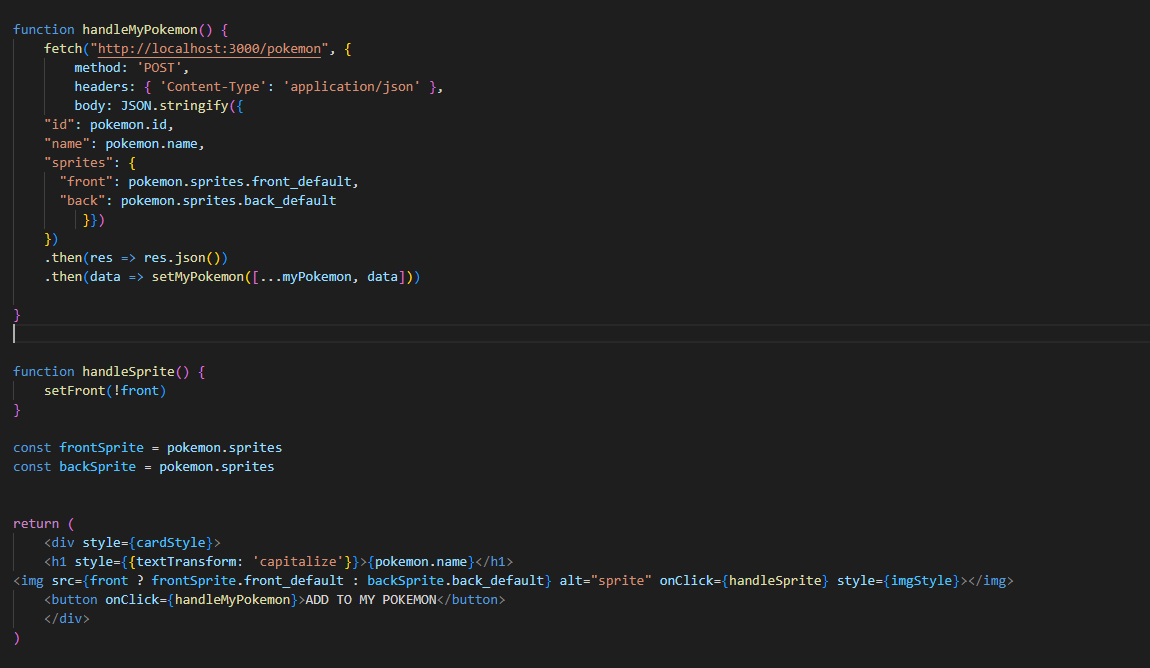 function handleMyPokemon() {
    fetch("http://localhost:3000/pokemon", {
        method: 'POST',
        headers: { 'Content-Type': 'application/json' },
        body: JSON.stringify({
    "id": pokemon.id,
    "name": pokemon.name,
    "sprites": {
      "front": pokemon.sprites.front_default,
      "back": pokemon.sprites.back_default
         }})
    })
    .then(res => res.json())
    .then(data => setMyPokemon([...myPokemon, data]))
}
function handleSprite() {
    setFront(!front)
}
const frontSprite = pokemon.sprites
const backSprite = pokemon.sprites
return (
    <div style={cardStyle}>
    <h1 style={{textTransform: 'capitalize'}}>{pokemon.name}</h1>
<img src={front ? frontSprite.front_default : backSprite.back_default} alt="sprite" onClick={handleSprite} style={imgStyle}></img>
    <button onClick={handleMyPokemon}>ADD TO MY POKEMON</button>
    </div>
)